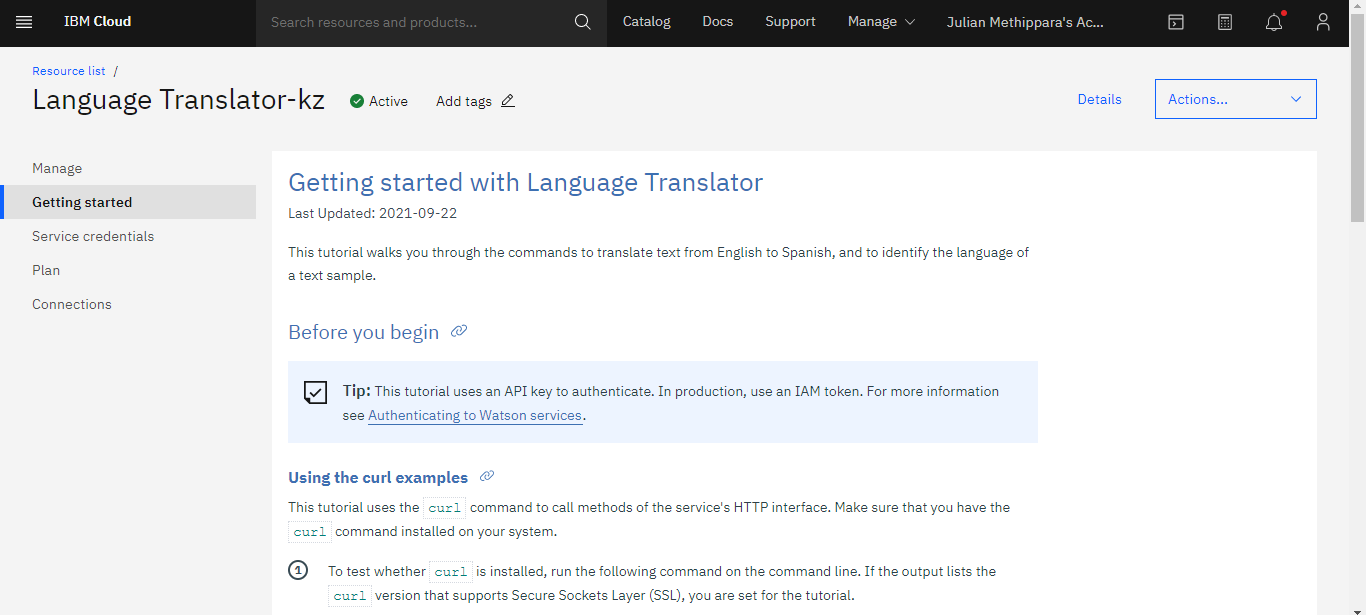 IBM Cloud
Search resources and products...
Catalog
Docs
Support
Manage
Julian Methippara's Ac...
Resource list /
Language Translator-kz
Active
Add tags
Details
Actions...
Manage
Getting started
Service credentials
Plan
Connections
Getting started with Language Translator
Last Updated: 2021-09-22
This tutorial walks you through the commands to translate text from English to Spanish, and to identify the language of
a text sample.
Before you begin
Tip: This tutorial uses an API key to authenticate. In production, use an IAM token. For more information
see Authenticating to Watson services.
Using the curl examples
This tutorial uses the curl command to call methods of the service's HTTP interface. Make sure that you have the
curl command installed on your system.
1 To test whether curl is installed, run the following command on the command line. If the output lists the
curl version that supports Secure Sockets Layer (SSL), you are set for the tutorial.